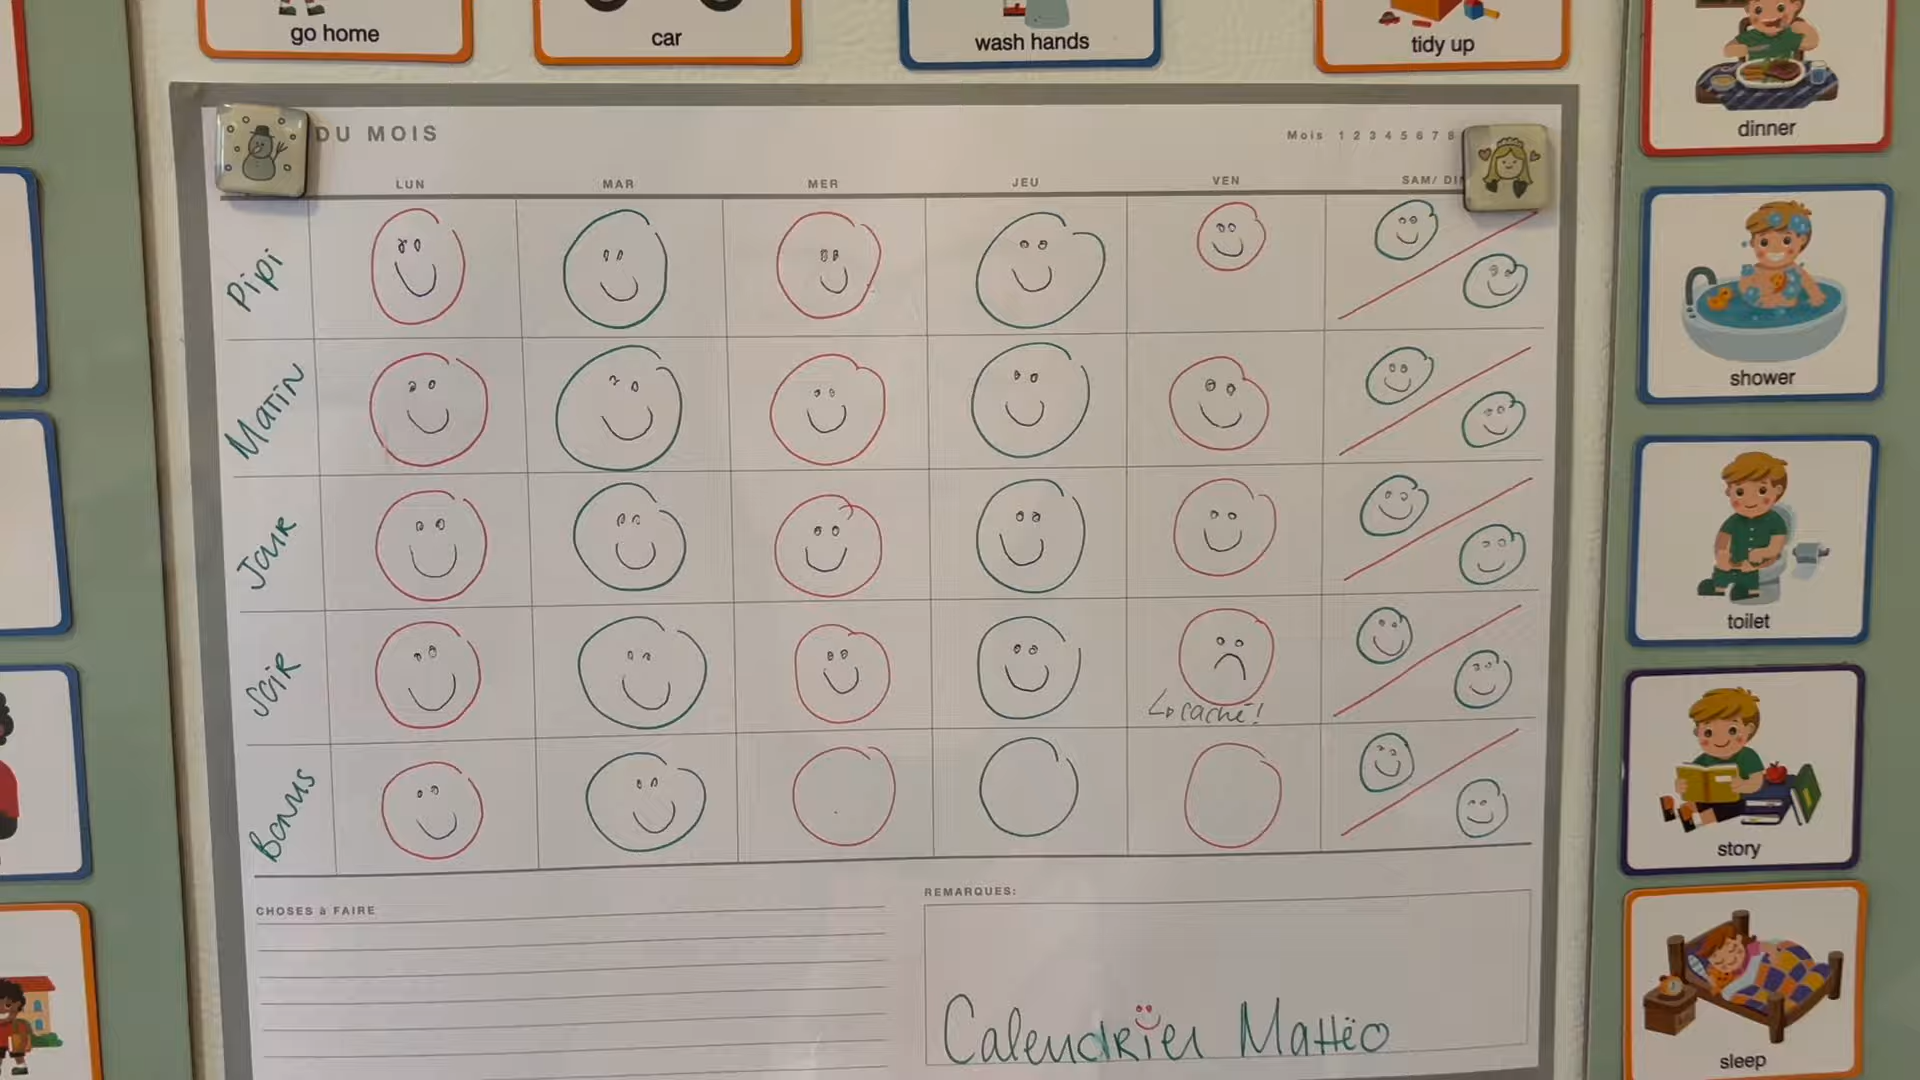 go home
car
wash hands
tidy up
DU MOIS
Mois 1 2 3 4 5 6 7 8
LUN MAR MER JEU VEN SAM/ DI
Pipi
Matin
Jour
Soir
↳ caché!
Bonus
CHOSES à FAIRE
REMARQUES:
Calendrier Mattëo
dinner
shower
toilet
story
sleep